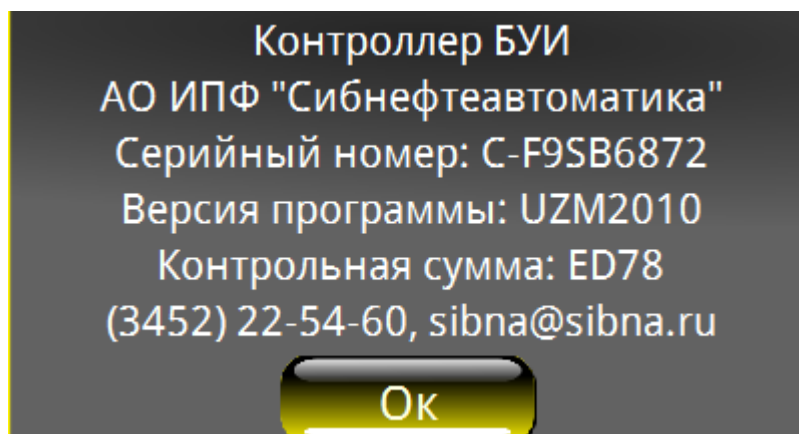 Контроллер БУИ
АО ИПФ "Сибнефтеавтоматика"
Серийный номер: C-F9SB6872
Версия программы: UZM2010
Контрольная сумма: ED78
(3452) 22-54-60, sibna@sibna.ru
Ок